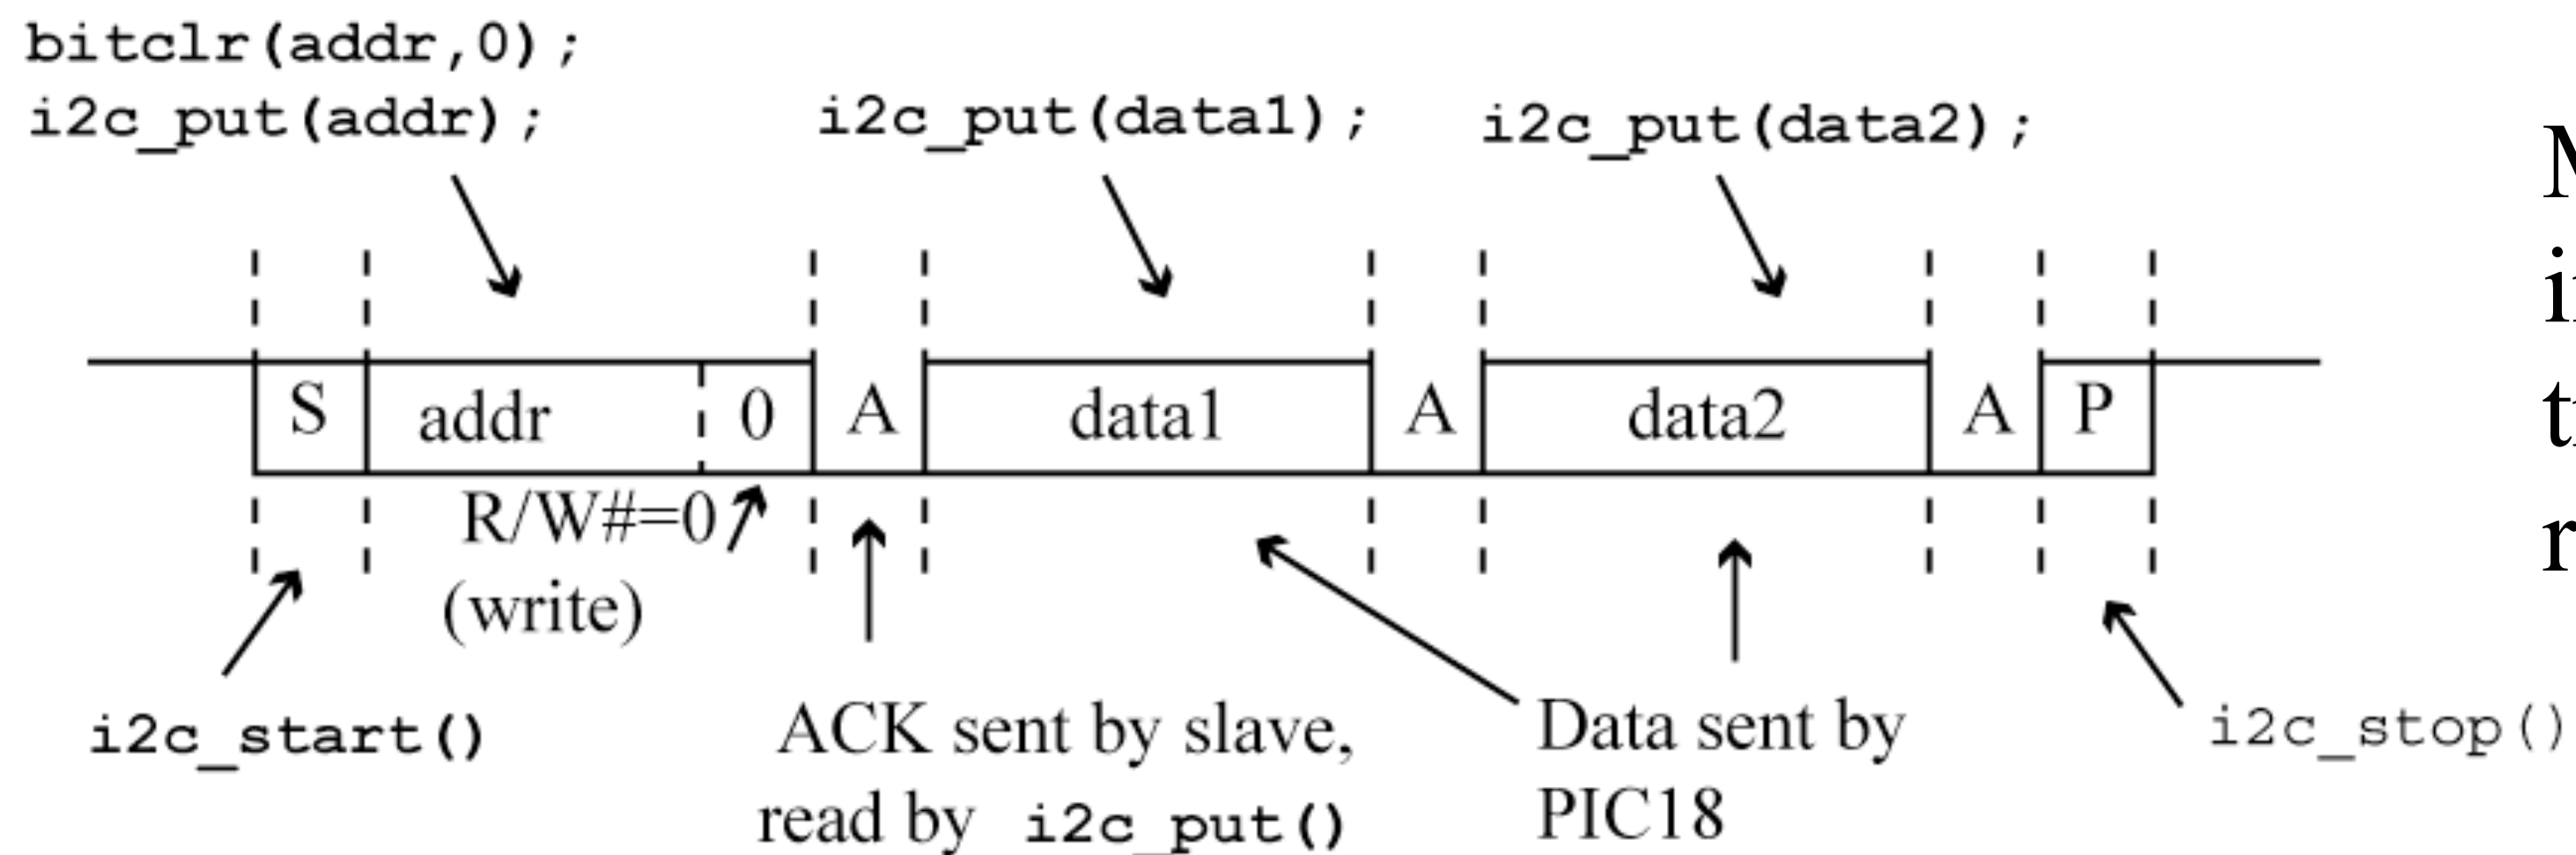 bitclr(addr,0);
i2c_put(addr);
i2c_put(data1);
i2c_put(data2);
S
addr
0
A
data1
A
data2
A
P
R/W#=0
(write)
i2c_start()
ACK sent by slave,
read by i2c_put()
Data sent by
PIC18
i2c_stop()